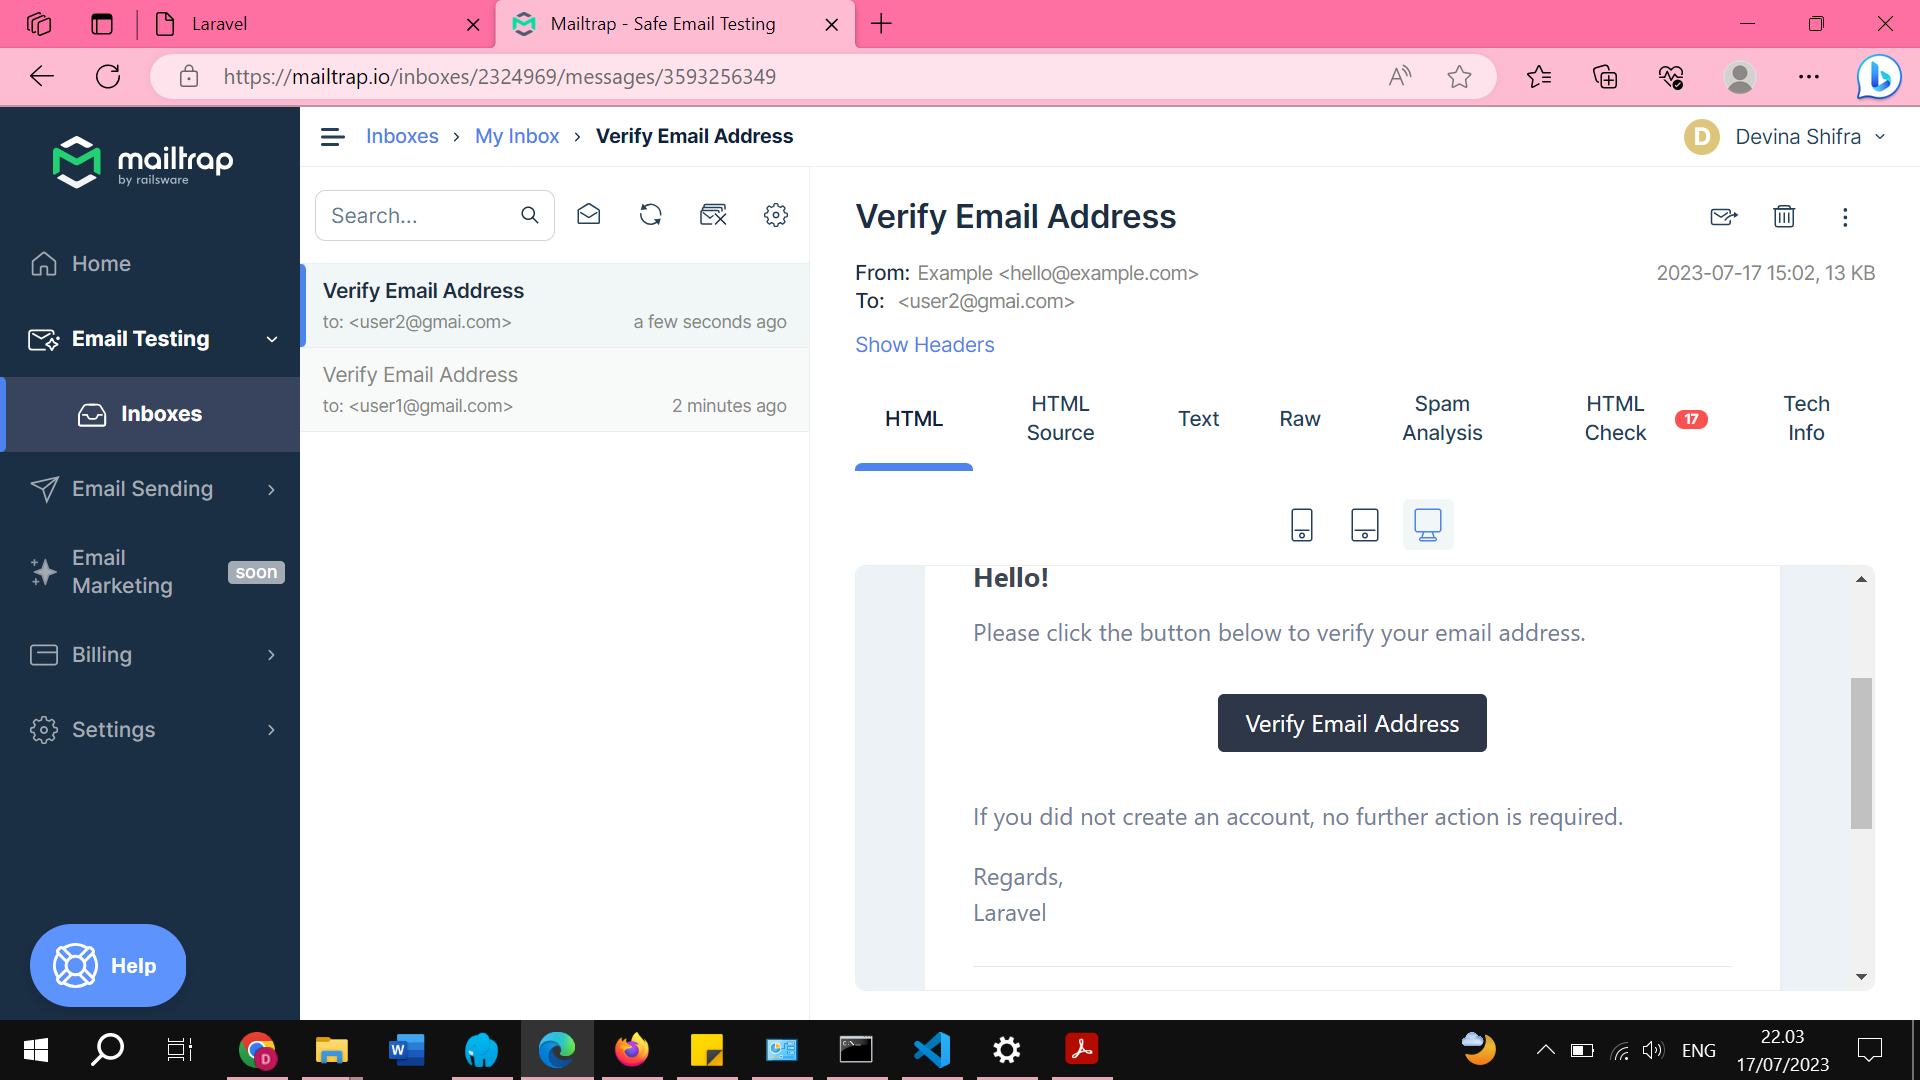 Laravel
Mailtrap - Safe Email Testing
https://mailtrap.io/inboxes/2324969/messages/3593256349
mailtrap
by railsware
Home
Email Testing
Inboxes
Email Sending
Email
Marketing
soon
Billing
Settings
Help
Inboxes › My Inbox › Verify Email Address
D Devina Shifra
Search...
Verify Email Address
to: <user2@gmai.com> a few seconds ago
Verify Email Address
to: <user1@gmail.com> 2 minutes ago
Verify Email Address
From: Example <hello@example.com> 2023-07-17 15:02, 13 KB
To: <user2@gmai.com>
Show Headers
HTML
HTML
Source
Text
Raw
Spam
Analysis
HTML
Check
17
Tech
Info
Hello!
Please click the button below to verify your email address.
Verify Email Address
If you did not create an account, no further action is required.
Regards,
Laravel
D
W
ENG
22.03
17/07/2023